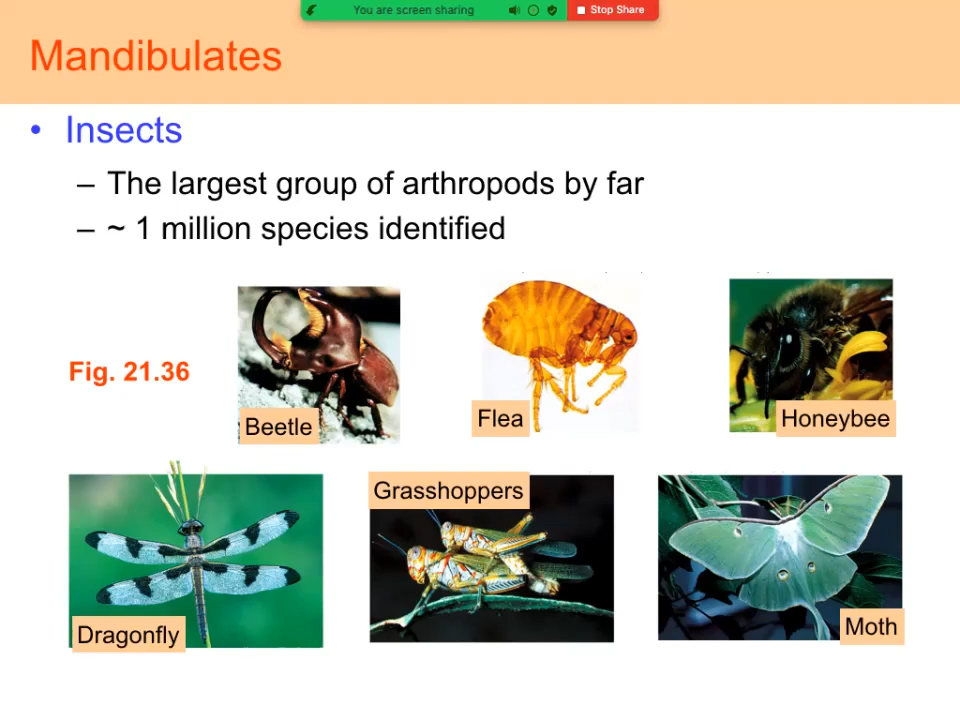 You are screen sharing
Stop Share
Mandibulates
• Insects
– The largest group of arthropods by far
– ~ 1 million species identified
Fig. 21.36
Beetle
Flea
Honeybee
Dragonfly
Grasshoppers
Moth